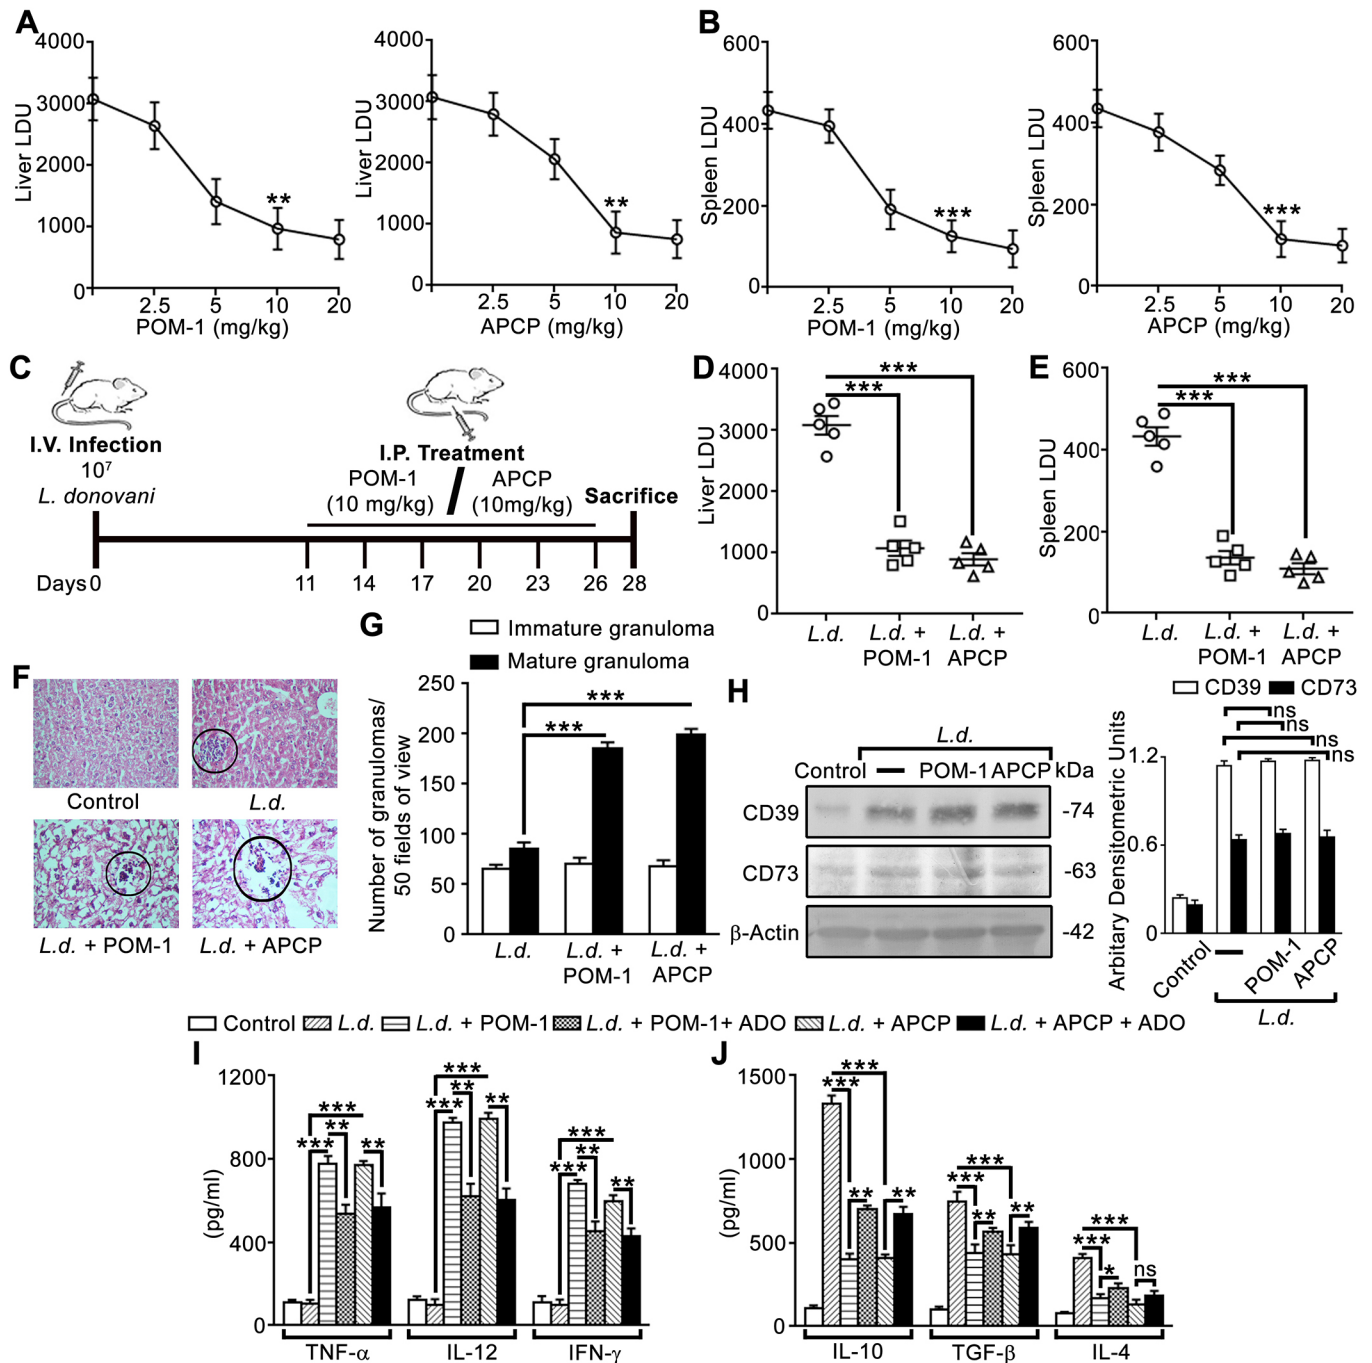 A
4000
3000
2000
1000
0
Liver LDU
**
2.5 5 10 20
POM-1 (mg/kg)
4000
3000
2000
1000
0
Liver LDU
**
2.5 5 10 20
APCP (mg/kg)
B
600
400
200
0
Spleen LDU
***
2.5 5 10 20
POM-1 (mg/kg)
600
400
200
0
Spleen LDU
***
2.5 5 10 20
APCP (mg/kg)
C
I.V. Infection
10⁷
L. donovani
I.P. Treatment
POM-1 / APCP
(10 mg/kg) (10mg/kg)
Sacrifice
Days 0 11 14 17 20 23 26 28
D
4000
3000
2000
1000
0
Liver LDU
***
***
L.d. L.d. + L.d. +
POM-1 APCP
E
600
400
200
0
Spleen LDU
***
***
L.d. L.d. + L.d. +
POM-1 APCP
F
Control L.d.
L.d. + POM-1 L.d. + APCP
G
Immature granuloma
Mature granuloma
250
200
150
100
50
0
Number of granulomas/
50 fields of view
***
***
L.d. L.d. + L.d. +
POM-1 APCP
H
L.d.
Control — POM-1 APCP kDa
CD39 -74
CD73 -63
β-Actin -42
CD39 CD73
ns
ns
ns
ns
1.2
0.6
0
Arbitary Densitometric Units
Control — POM-1 APCP
L.d.
Control L.d. L.d. + POM-1 L.d. + POM-1+ ADO L.d. + APCP L.d. + APCP + ADO
I
1200
800
400
0
(pg/ml)
***
**
*** **
***
**
*** **
***
**
*** **
TNF-α IL-12 IFN-γ
J
1500
1000
500
0
(pg/ml)
***
***
** **
***
***
** **
***
***
* ns
IL-10 TGF-β IL-4